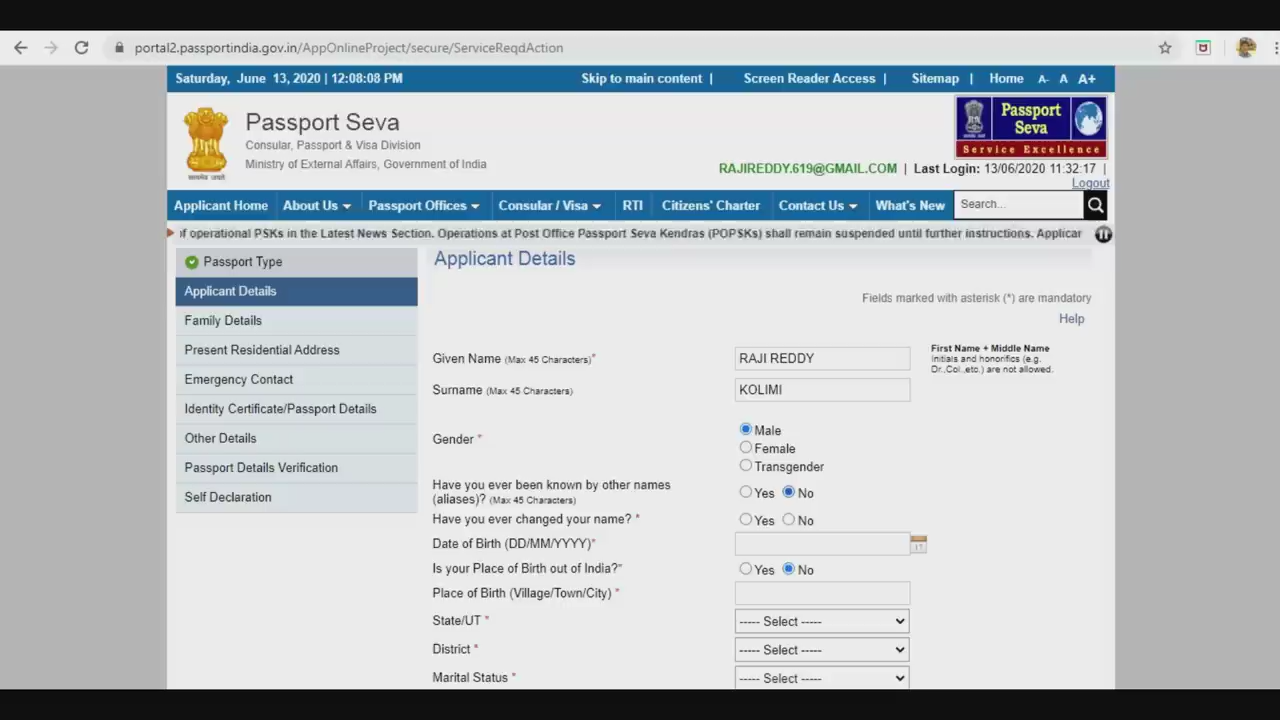 portal2.passportindia.gov.in/AppOnlineProject/secure/ServiceReqdAction
Saturday, June 13, 2020 | 12:08:08 PM
Skip to main content |
Screen Reader Access |
Sitemap |
Home
A- A A+
Passport Seva
Consular, Passport & Visa Division
Ministry of External Affairs, Government of India
सत्यमेव जयते
Passport
Seva
Service Excellence
RAJIREDDY.619@GMAIL.COM | Last Login: 13/06/2020 11:32:17 |
Logout
Applicant Home
About Us
Passport Offices
Consular / Visa
RTI
Citizens' Charter
Contact Us
What's New
Search...
of operational PSKs in the Latest News Section. Operations at Post Office Passport Seva Kendras (POPSKs) shall remain suspended until further instructions. Applicar
Passport Type
Applicant Details
Family Details
Present Residential Address
Emergency Contact
Identity Certificate/Passport Details
Other Details
Passport Details Verification
Self Declaration
Applicant Details
Fields marked with asterisk (*) are mandatory
Help
Given Name (Max 45 Characters)*
RAJI REDDY
First Name + Middle Name
Initials and honorifics (e.g.
Dr.,Col.,etc.) are not allowed.
Surname (Max 45 Characters)
KOLIMI
Gender *
Male
Female
Transgender
Have you ever been known by other names
(aliases)? (Max 45 Characters)
Yes No
Have you ever changed your name? *
Yes No
Date of Birth (DD/MM/YYYY)*
17
Is your Place of Birth out of India?*
Yes No
Place of Birth (Village/Town/City) *
State/UT *
----- Select -----
District *
----- Select -----
Marital Status *
----- Select -----